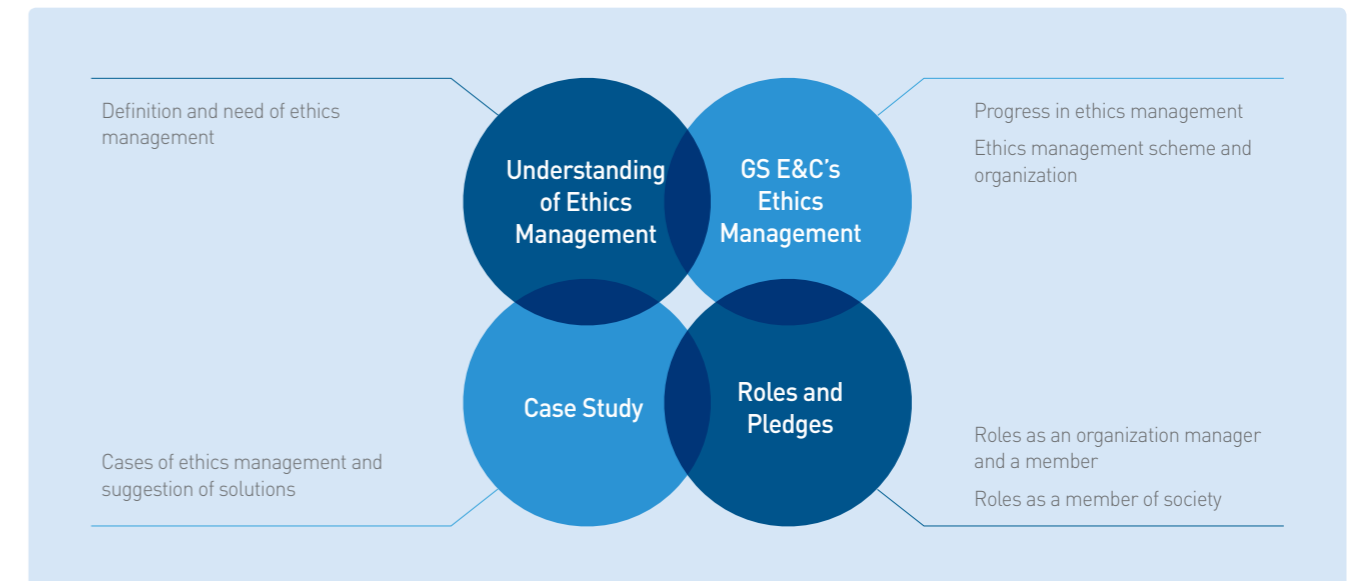 Definition and need of ethics
management
Understanding
of Ethics
Management
GS E&C’s
Ethics
Management
Progress in ethics management
Ethics management scheme and
organization
Case Study
Cases of ethics management and
suggestion of solutions
Roles and
Pledges
Roles as an organization manager
and a member
Roles as a member of society